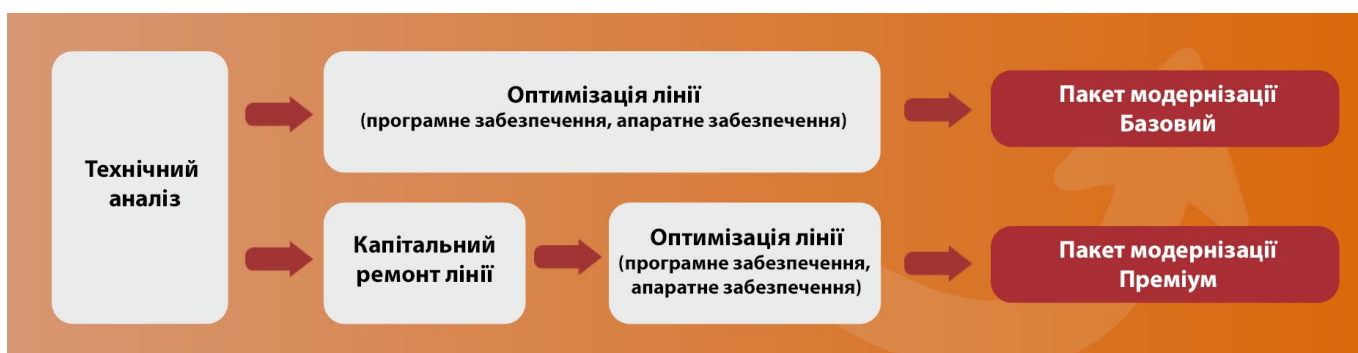 Технічний
аналіз
Оптимізація лінії
(програмне забезпечення, апаратне забезпечення)
Пакет модернізації
Базовий
Капітальний
ремонт лінії
Оптимізація лінії
(програмне забезпечення,
апаратне забезпечення)
Пакет модернізації
Преміум